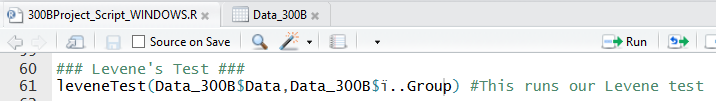 300BProject_Script_WINDOWS.R Data_300B
Source on Save Run
60 ### Levene's Test ###
61 leveneTest(Data_300B$Data,Data_300B$ï..Group) #This runs our Levene test